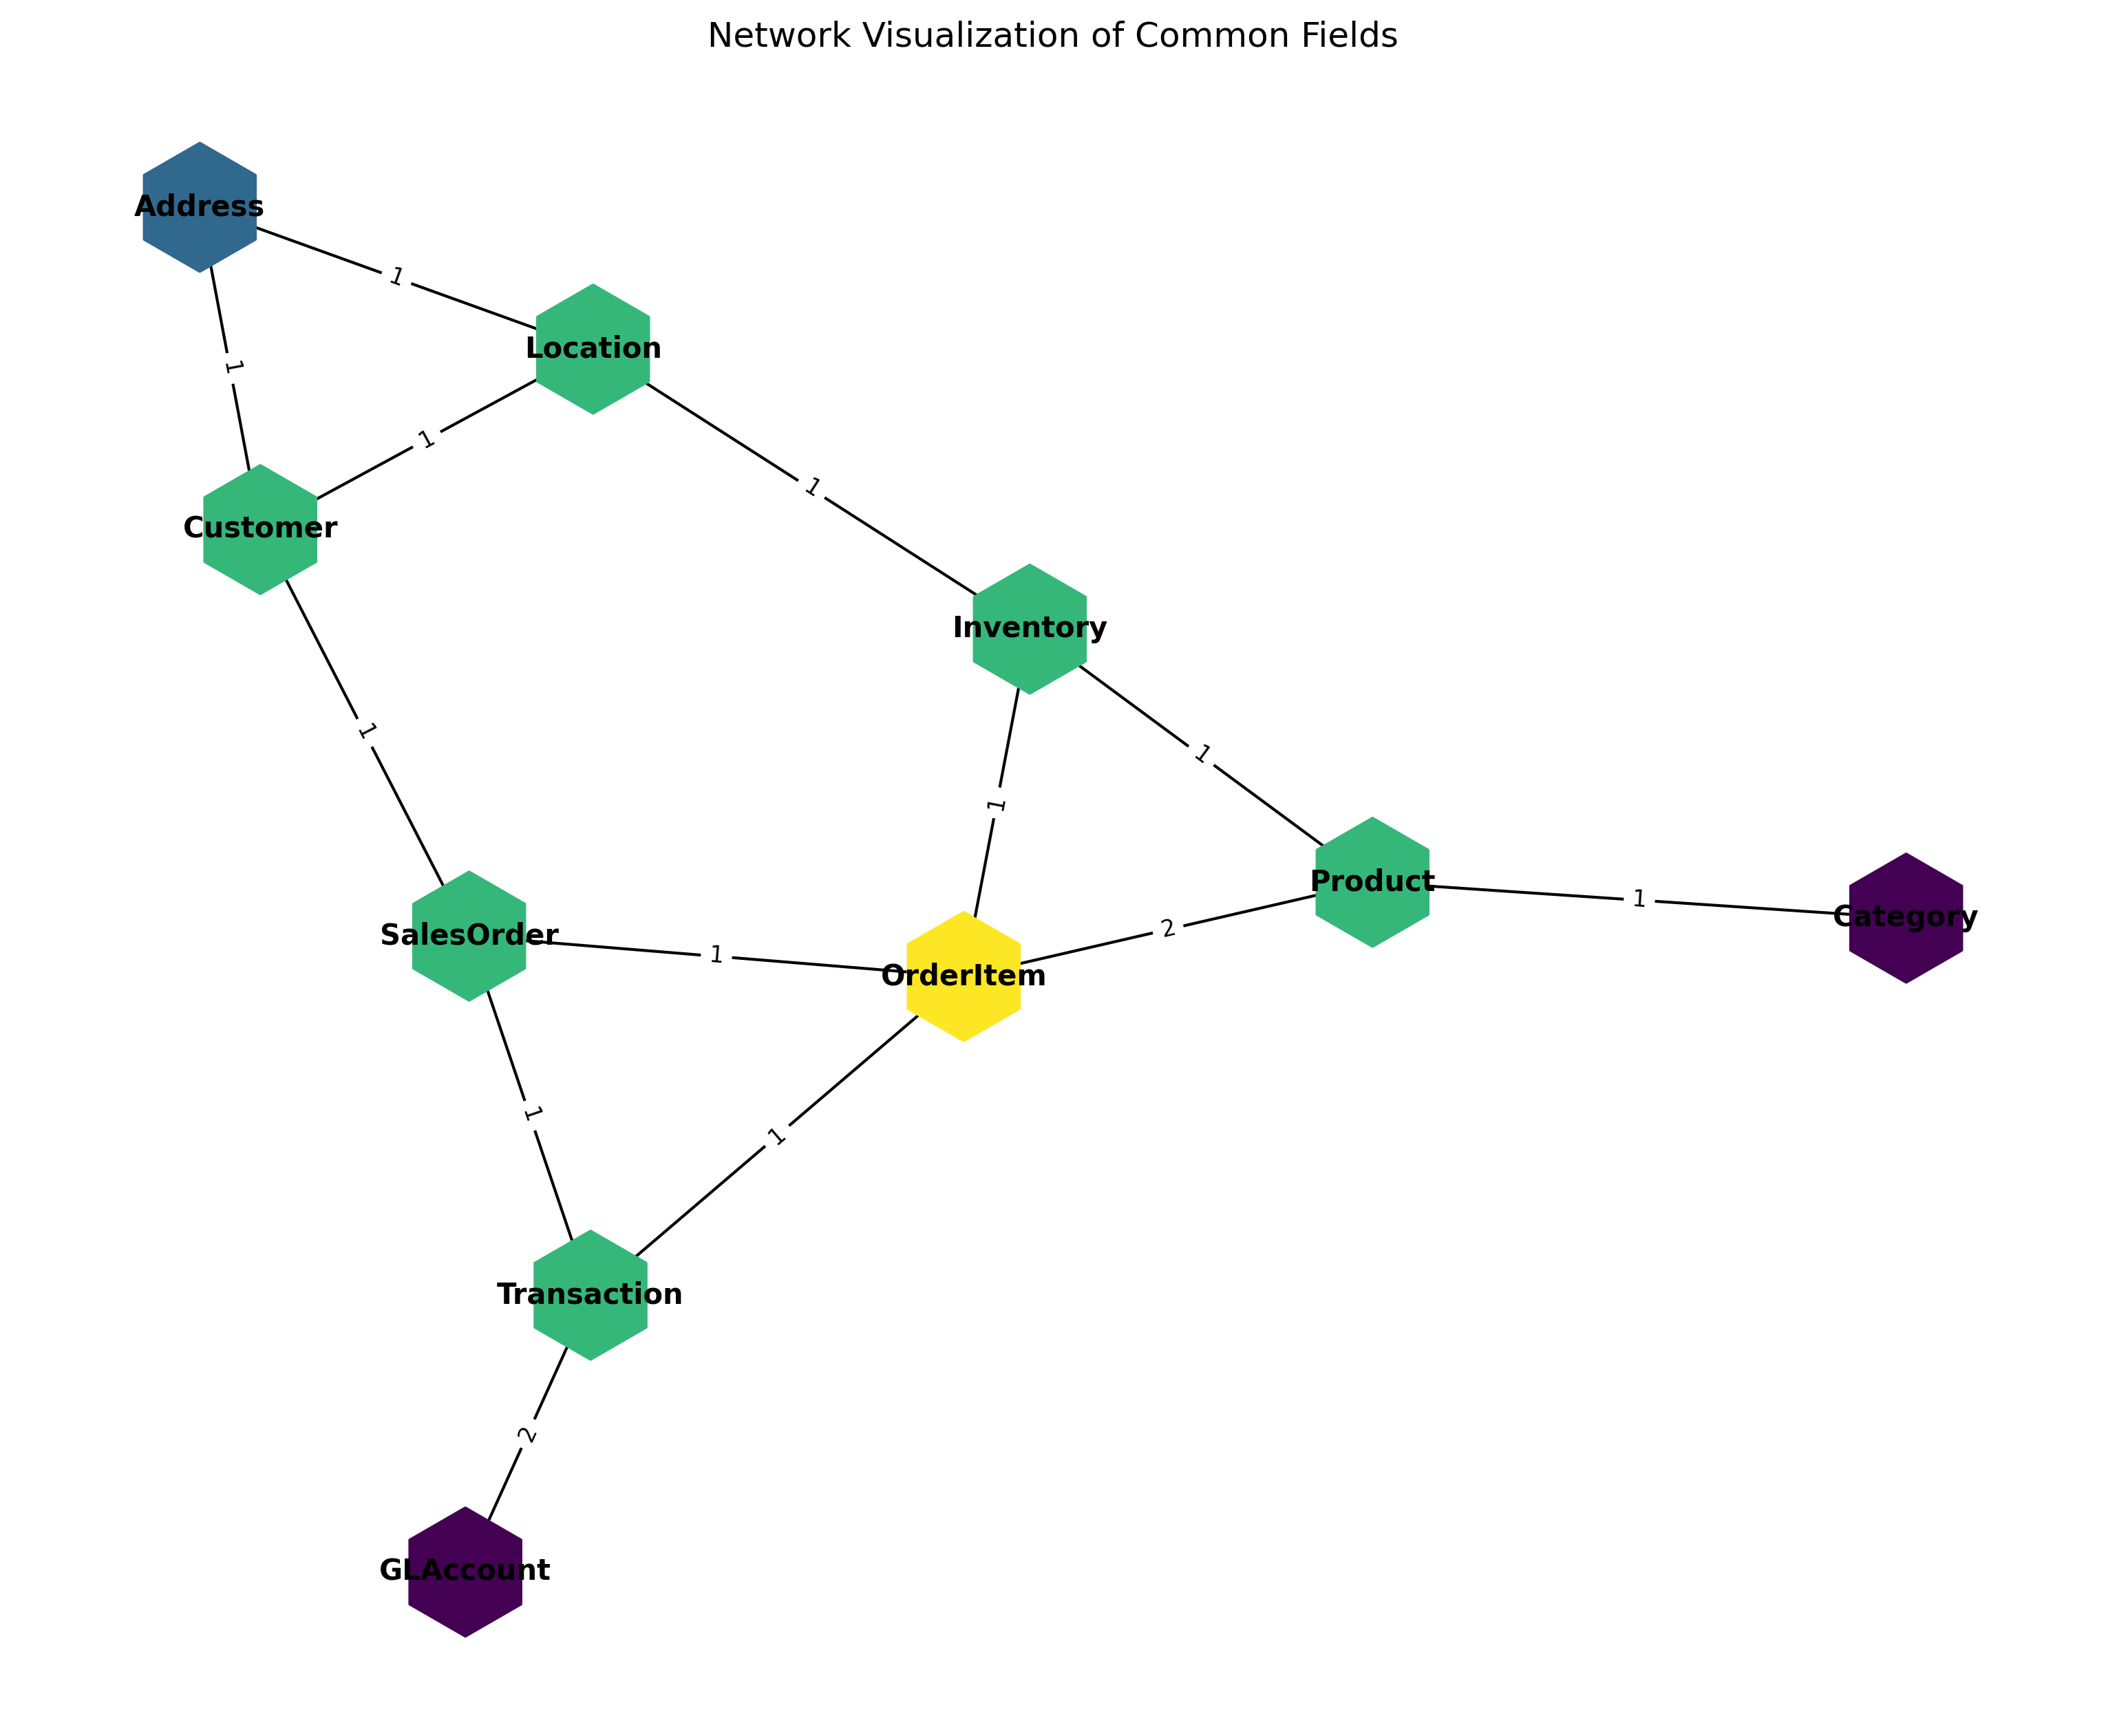 Network Visualization of Common Fields
Address
1
Location
1
1
Customer
1
Inventory
1
1
1
Product
1
Category
2
SalesOrder
1
OrderItem
1
1
Transaction
2
GLAccount